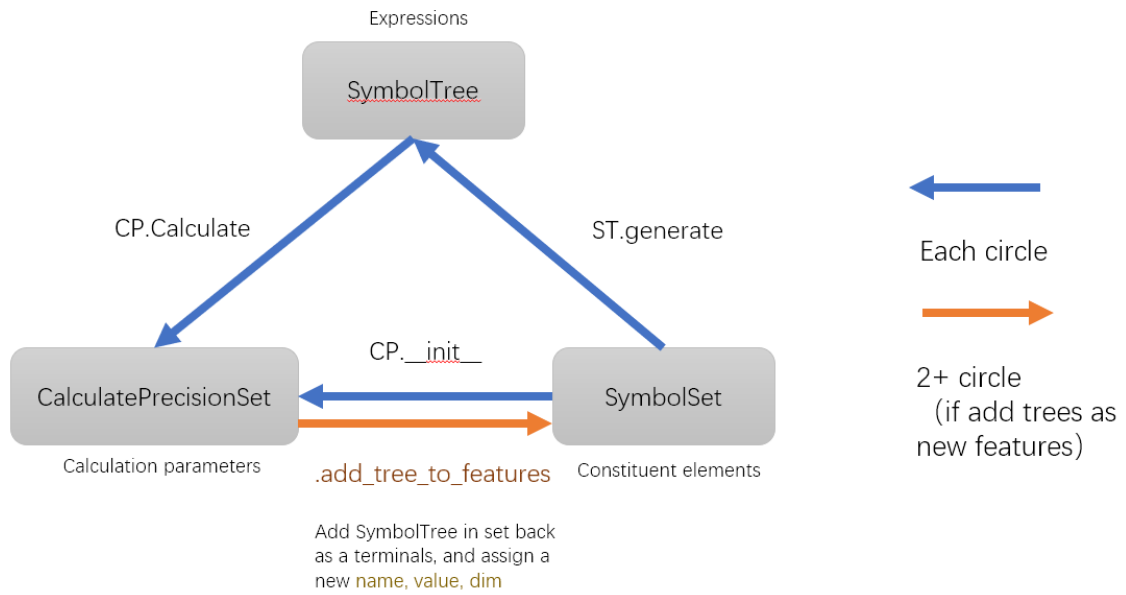 Expressions
SymbolTree
CP.Calculate
ST.generate
Each circle
CP.__init__
CalculatePrecisionSet
SymbolSet
2+ circle
（if add trees as
new features）
Calculation parameters
.add_tree_to_features
Constituent elements
Add SymbolTree in set back
as a terminals, and assign a
new name, value, dim